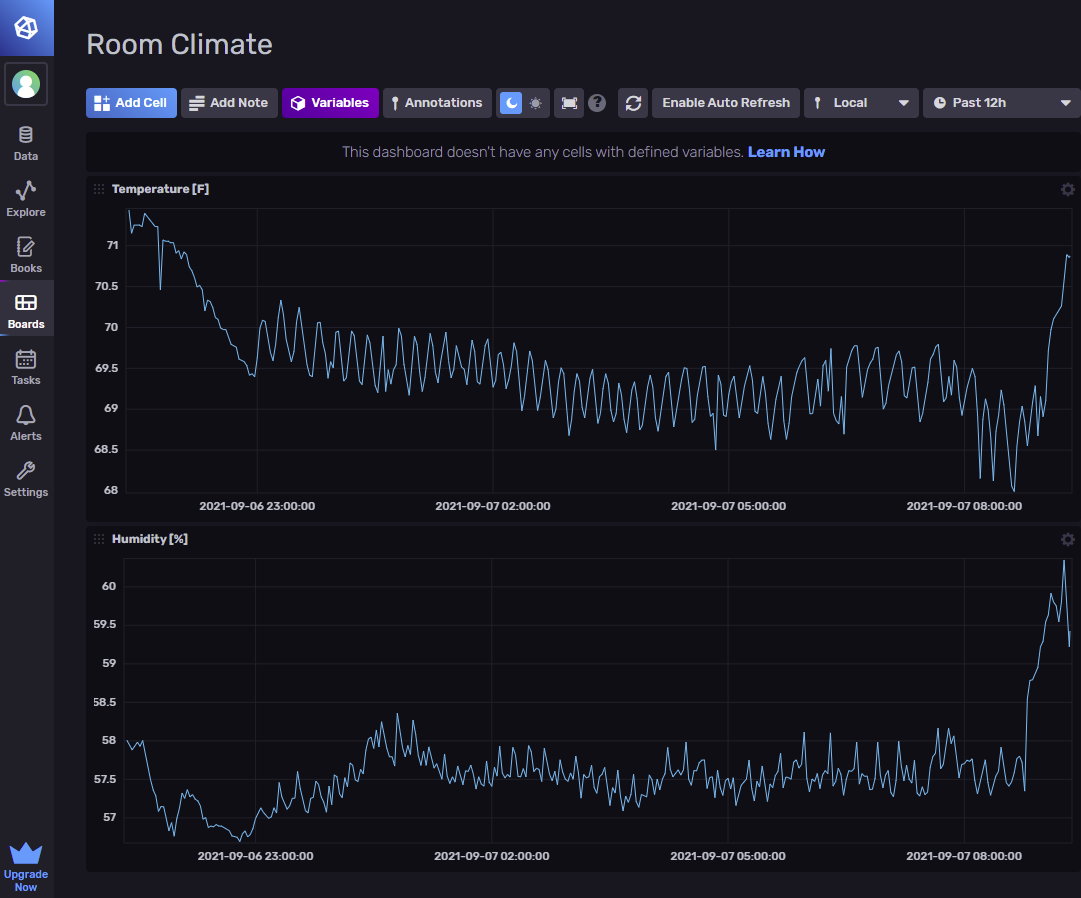 Room Climate
Add Cell Add Note Variables Annotations ? Enable Auto Refresh Local Past 12h
Data
Explore
Books
Boards
Tasks
Alerts
Settings
Upgrade
Now
This dashboard doesn't have any cells with defined variables. Learn How
Temperature [F]
71
70.5
70
69.5
69
68.5
68
2021-09-06 23:00:00 2021-09-07 02:00:00 2021-09-07 05:00:00 2021-09-07 08:00:00
Humidity [%]
60
59.5
59
58.5
58
57.5
57
2021-09-06 23:00:00 2021-09-07 02:00:00 2021-09-07 05:00:00 2021-09-07 08:00:00